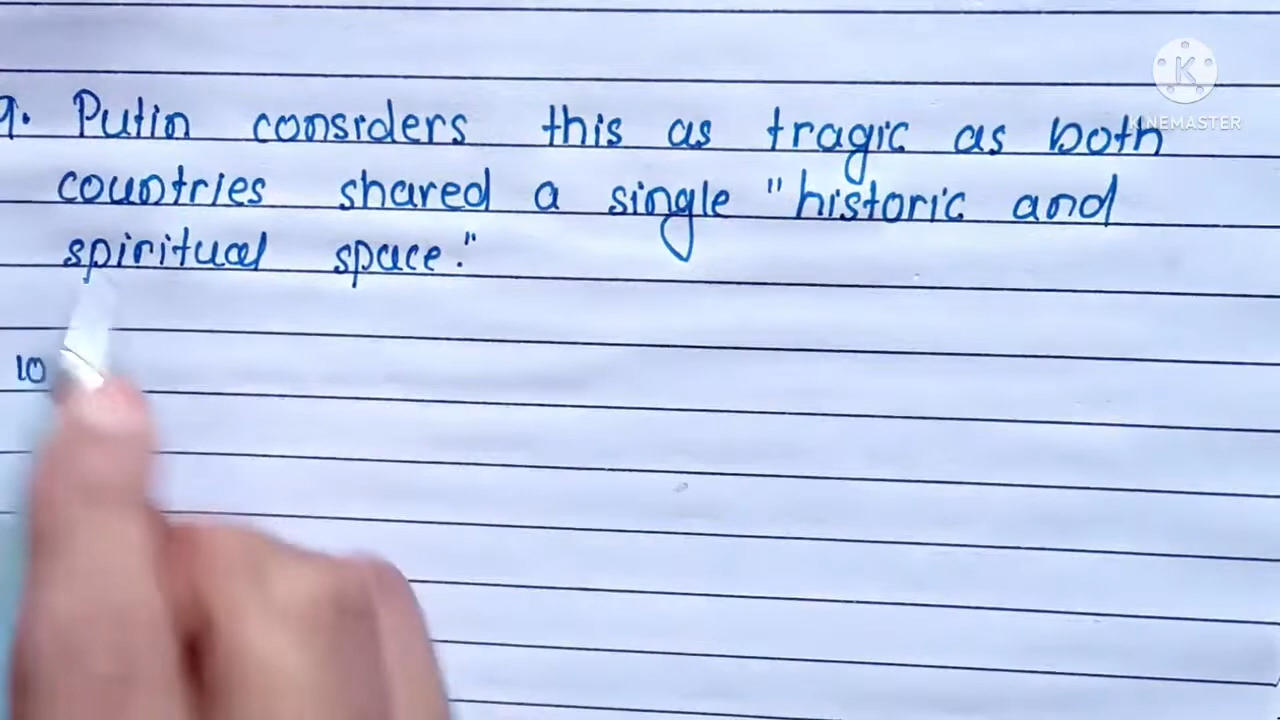 9. Putin considers this as tragic as both
countries shared a single "historic and
spiritual space."
10
K
KINEMASTER